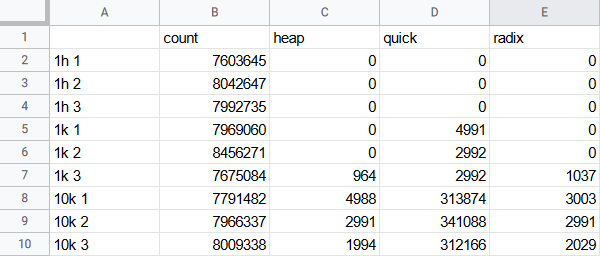 A B C D E
1 count heap quick radix
2 1h 1 7603645 0 0 0
3 1h 2 8042647 0 0 0
4 1h 3 7992735 0 0 0
5 1k 1 7969060 0 4991 0
6 1k 2 8456271 0 2992 0
7 1k 3 7675084 964 2992 1037
8 10k 1 7791482 4988 313874 3003
9 10k 2 7966337 2991 341088 2991
10 10k 3 8009338 1994 312166 2029